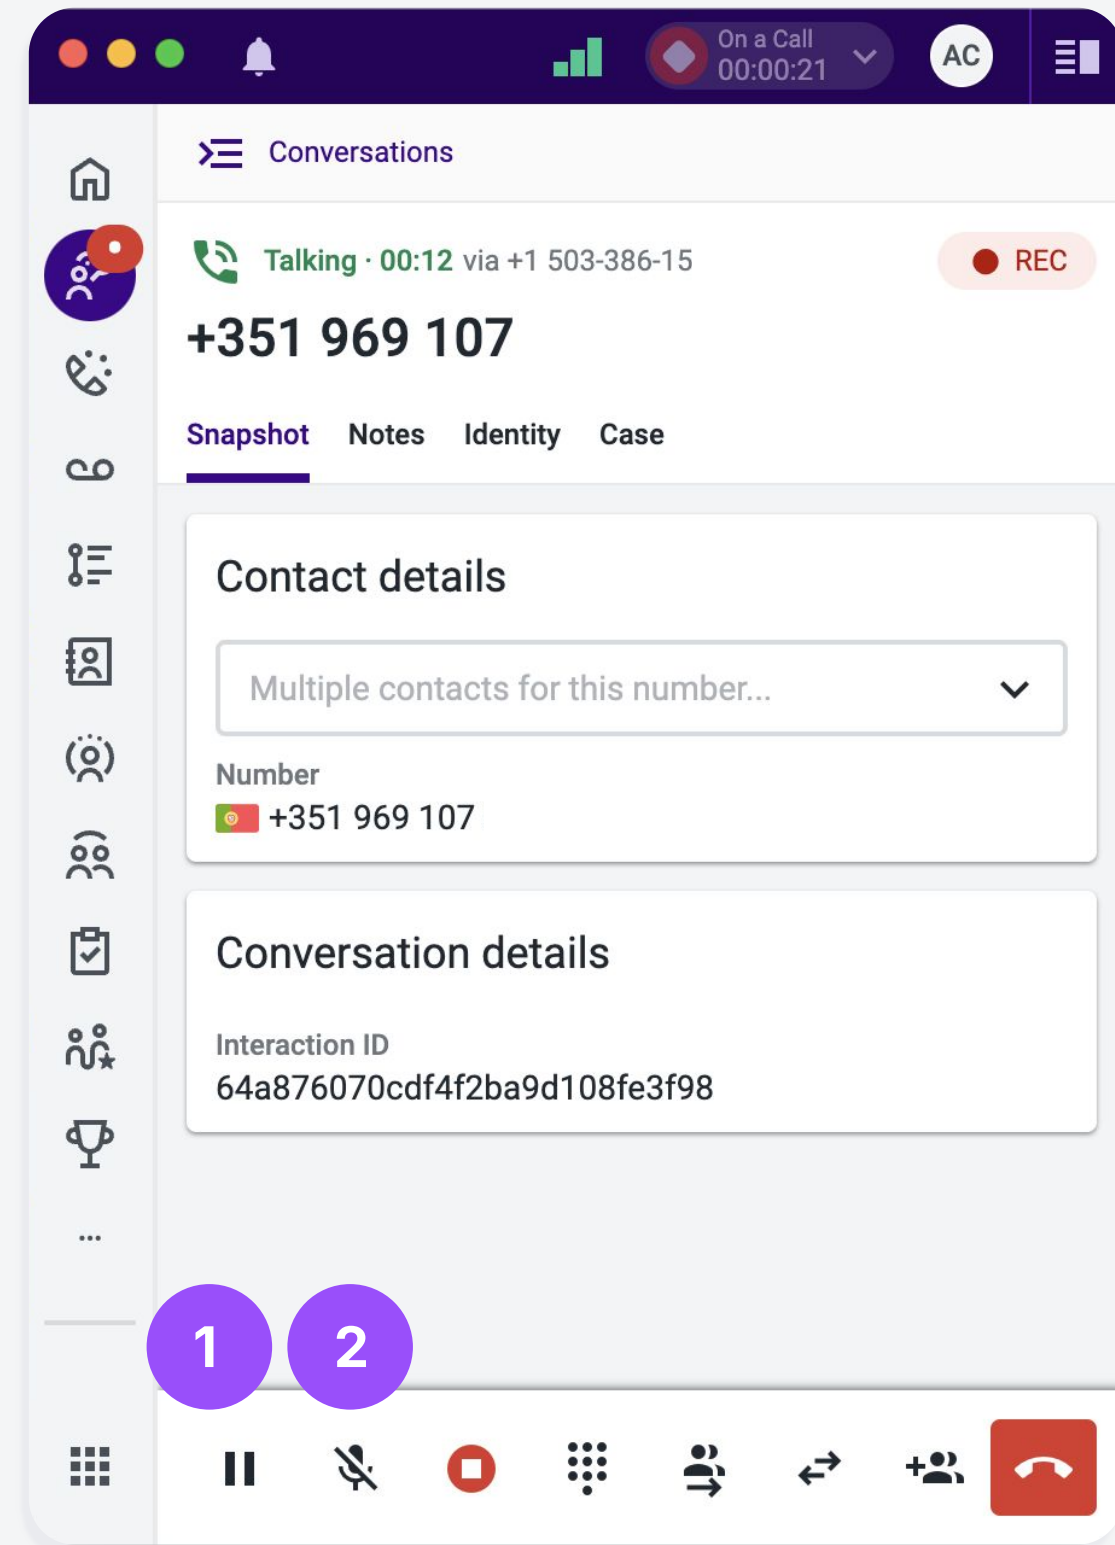 On a Call
00:00:21
AC
Conversations
Talking · 00:12 via +1 503-386-15
REC
+351 969 107
Snapshot Notes Identity Case
Contact details
Multiple contacts for this number...
Number
+351 969 107
Conversation details
Interaction ID
64a876070cdf4f2ba9d108fe3f98
...
1 2